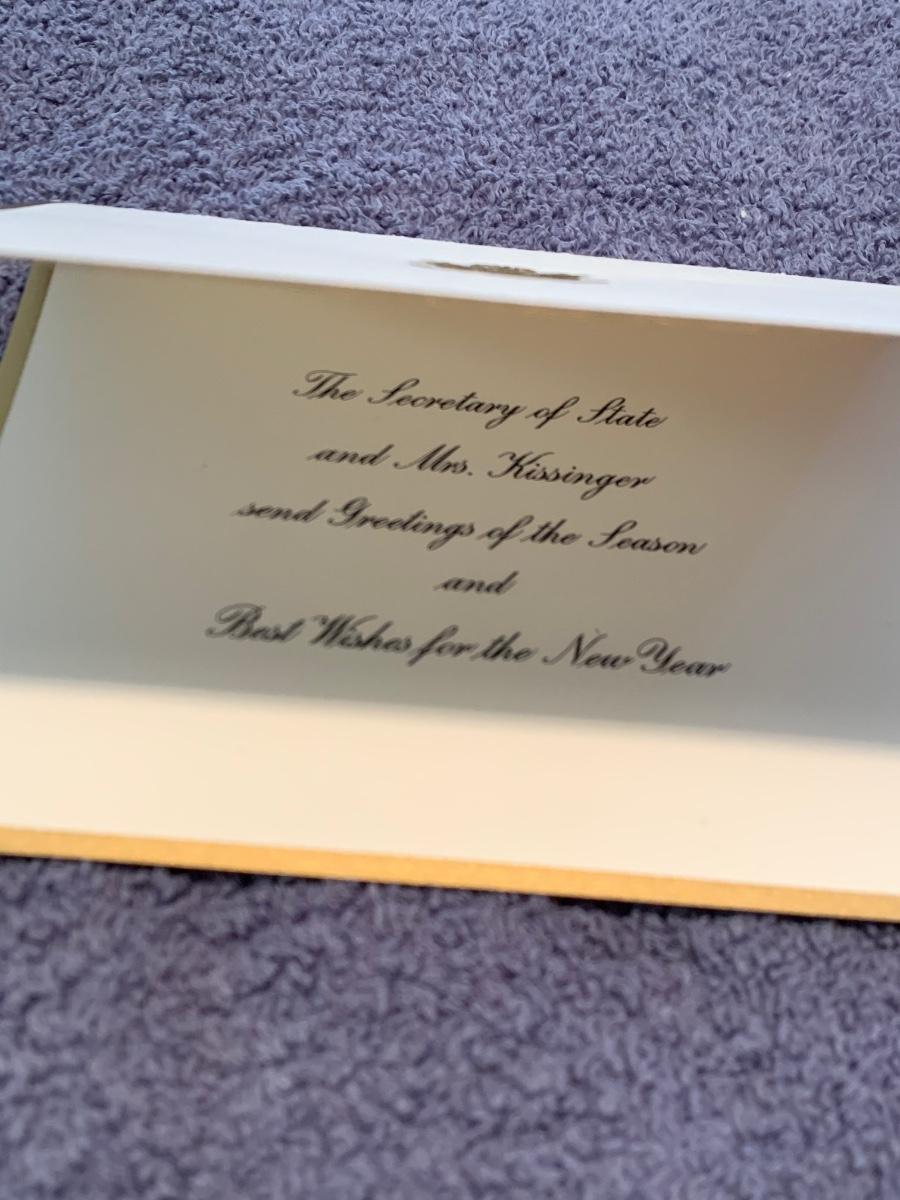 The Secretary of State
and Mrs. Kissinger
send Greetings of the Season
and
Best Wishes for the New Year